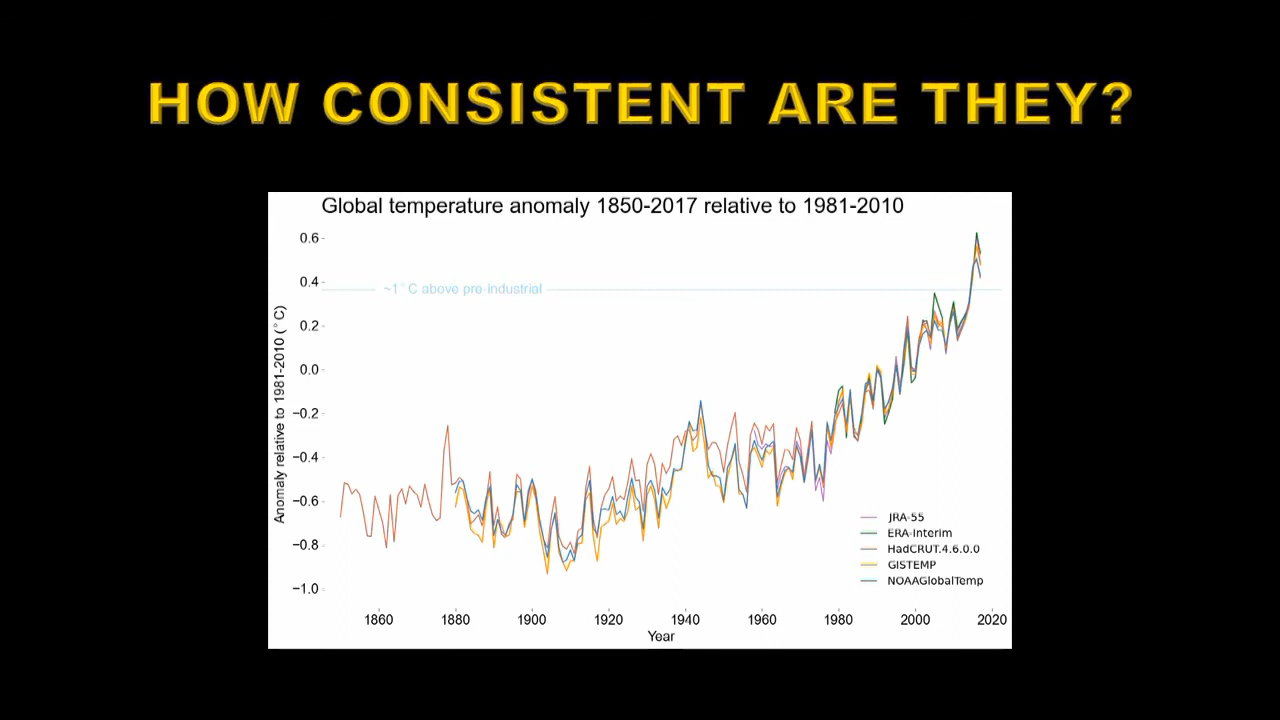 HOW CONSISTENT ARE THEY?
Global temperature anomaly 1850-2017 relative to 1981-2010
Anomaly relative to 1981-2010 (°C)
0.6
0.4
0.2
0.0
−0.2
−0.4
−0.6
−0.8
−1.0
~1°C above pre-industrial
JRA-55
ERA-Interim
HadCRUT.4.6.0.0
GISTEMP
NOAAGlobalTemp
1860 1880 1900 1920 1940 1960 1980 2000 2020
Year